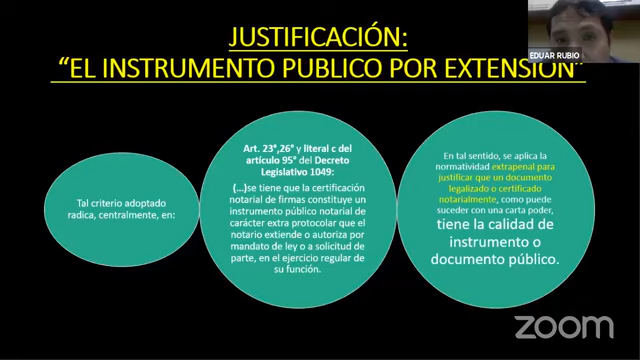 JUSTIFICACIÓN:
“EL INSTRUMENTO PUBLICO POR EXTENSIÓN”
EDUAR RUBIO
Tal criterio adoptado
radica, centralmente, en:
Art. 23°,26° y literal c del
artículo 95° del Decreto
Legislativo 1049:
(...)se tiene que la certificación
notarial de firmas constituye un
instrumento público notarial de
carácter extra protocolar que el
notario extiende o autoriza por
mandato de ley o a solicitud de
parte, en el ejercicio regular de
su función.
En tal sentido, se aplica la
normatividad extrapenal para
justificar que un documento
legalizado o certificado
notarialmente, como puede
suceder con una carta poder,
tiene la calidad de
instrumento o
documento público.
zoom